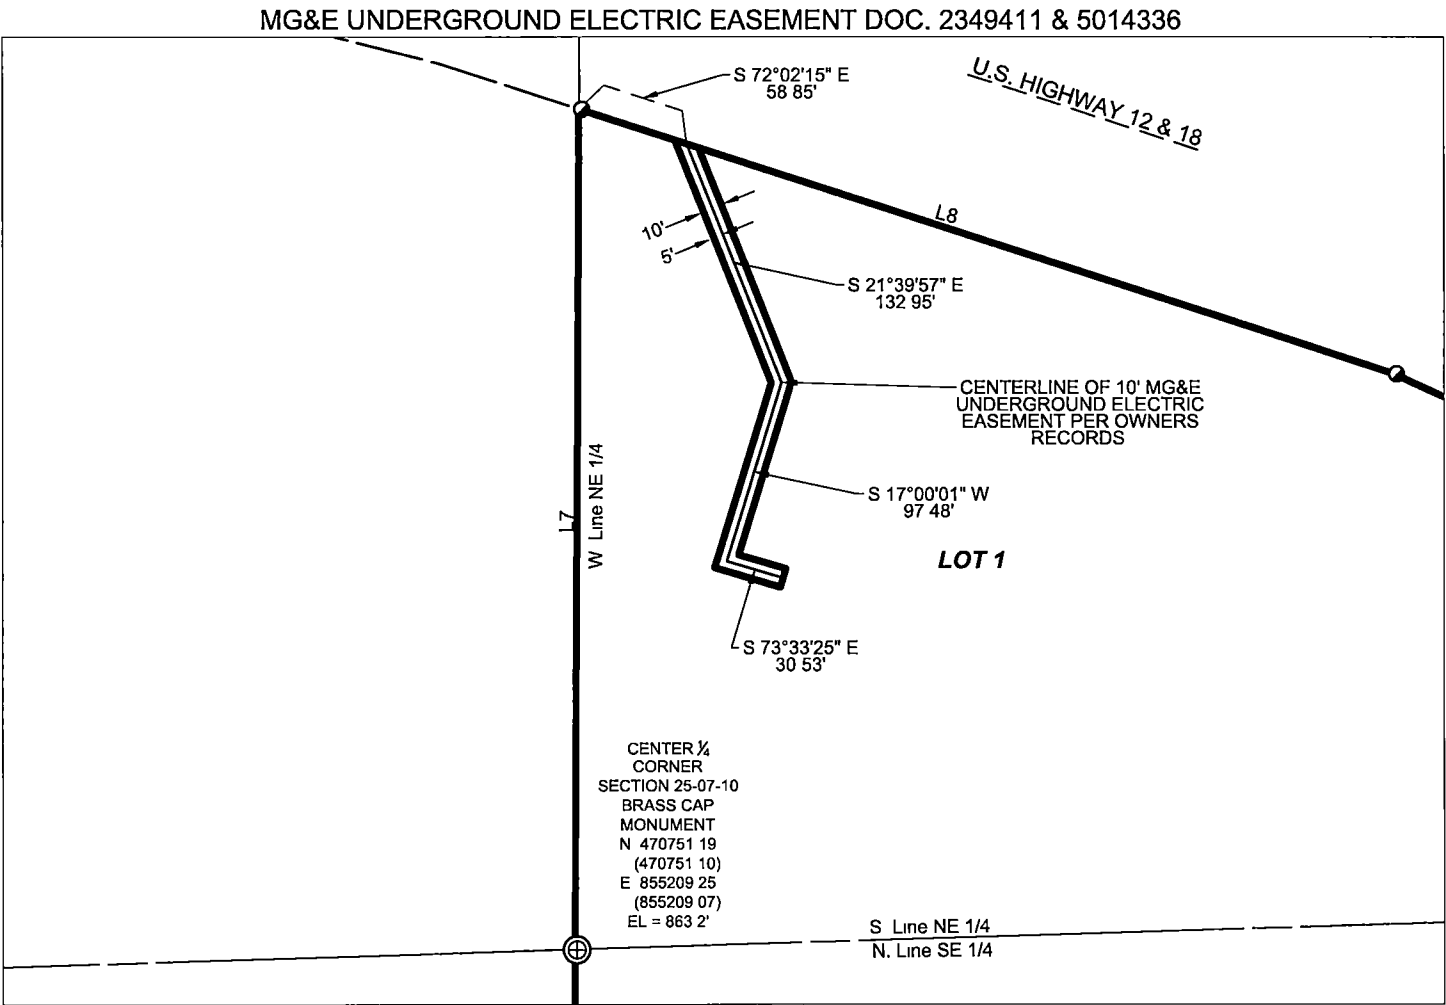 MG&E UNDERGROUND ELECTRIC EASEMENT DOC. 2349411 & 5014336
S 72°02'15" E
58 85'
U.S. HIGHWAY 12 & 18
L8
10'
5'
S 21°39'57" E
132 95'
CENTERLINE OF 10' MG&E
UNDERGROUND ELECTRIC
EASEMENT PER OWNERS
RECORDS
L7
W Line NE 1/4
S 17°00'01" W
97 48'
LOT 1
S 73°33'25" E
30 53'
CENTER 1/4
CORNER
SECTION 25-07-10
BRASS CAP
MONUMENT
N 470751 19
(470751 10)
E 855209 25
(855209 07)
EL = 863 2'
S Line NE 1/4
N. Line SE 1/4